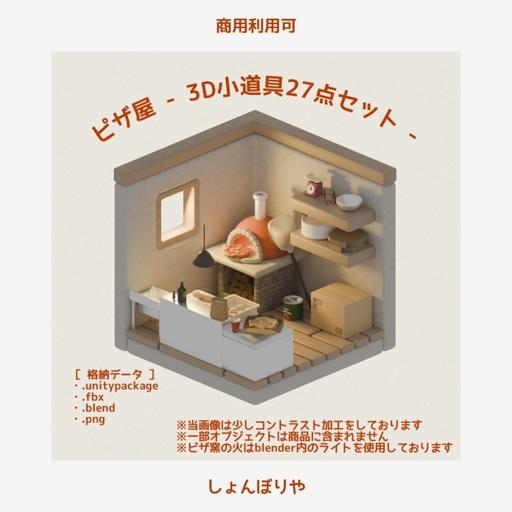 商用利用可
ピザ屋 - 3D小道具27点セット -
[ 格納データ ]
・.unitypackage
・.fbx
・.blend
・.png
※当画像は少しコントラスト加工をしております
※一部オブジェクトは商品に含まれません
※ピザ窯の火はblender内のライトを使用しております
しょんぼりや